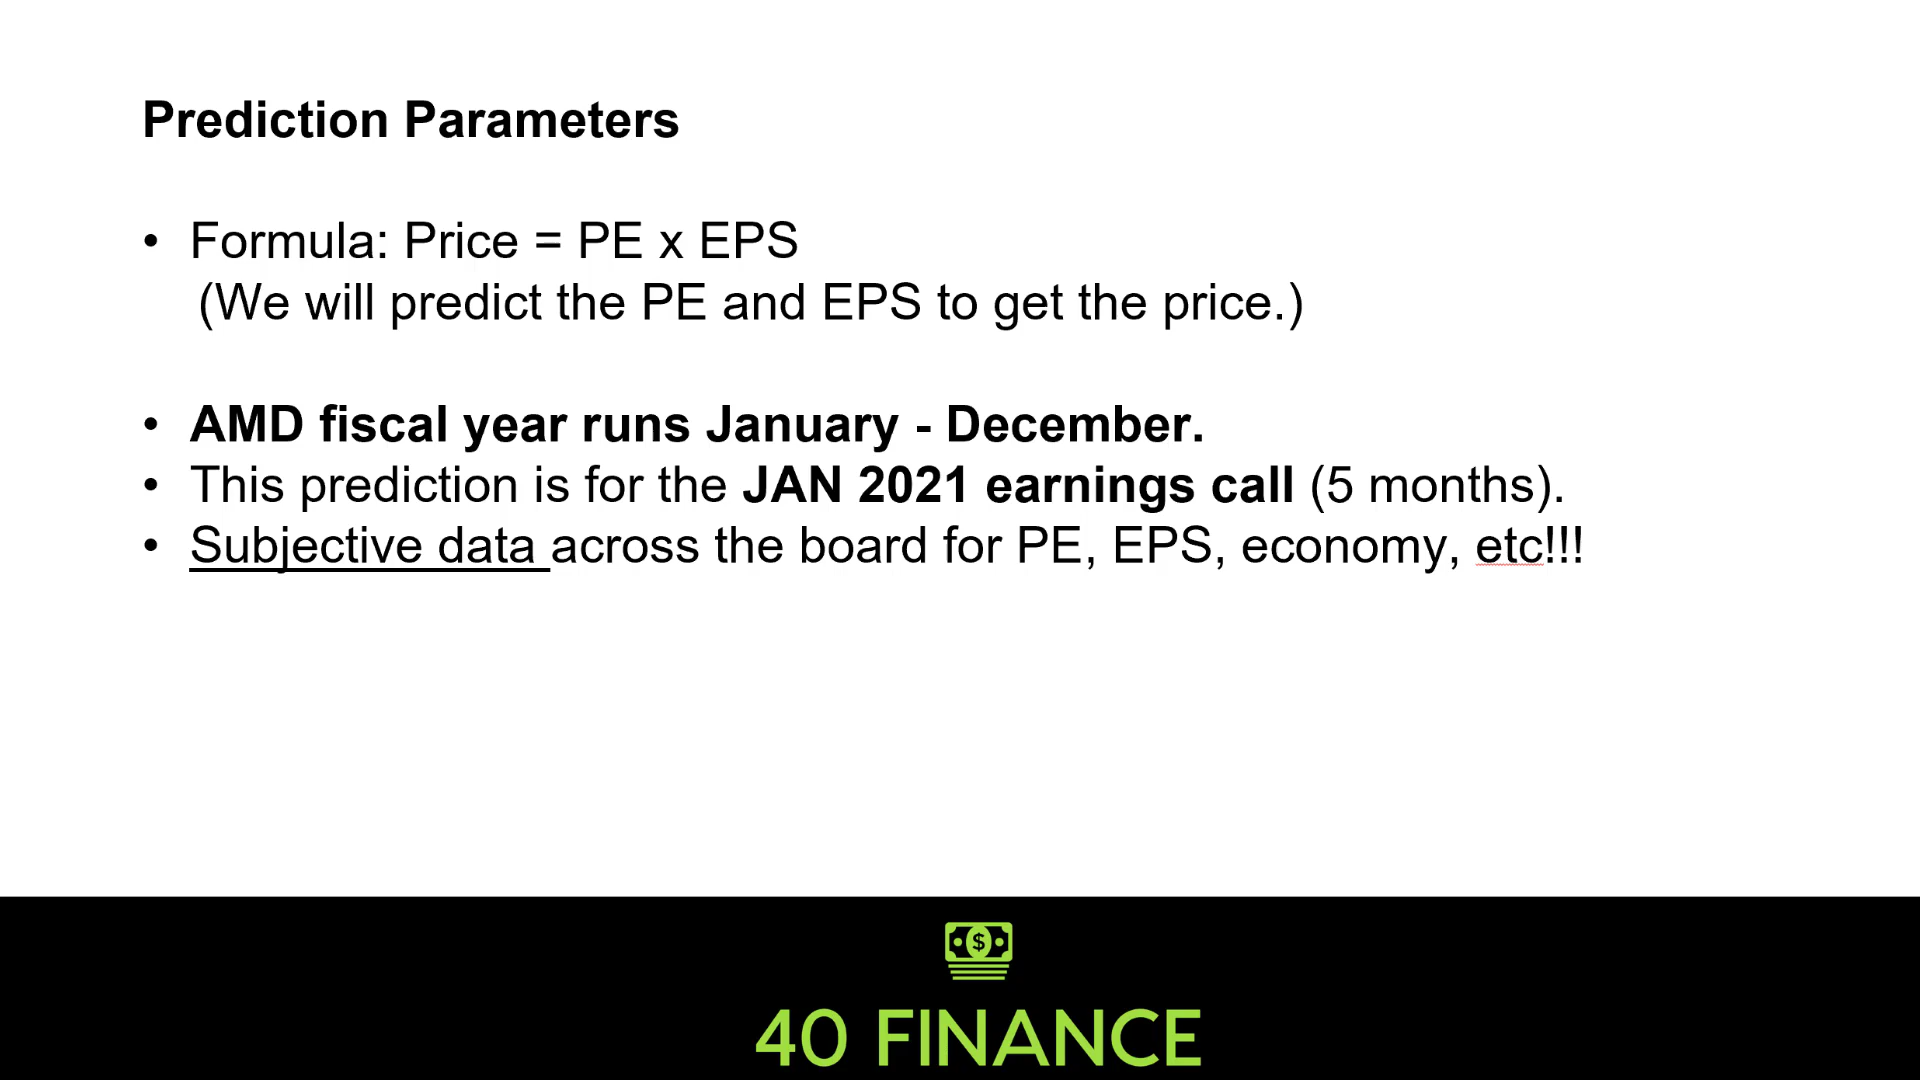 Prediction Parameters
• Formula: Price = PE x EPS
(We will predict the PE and EPS to get the price.)
• AMD fiscal year runs January - December.
• This prediction is for the JAN 2021 earnings call (5 months).
• Subjective data across the board for PE, EPS, economy, etc!!!
$
40 FINANCE